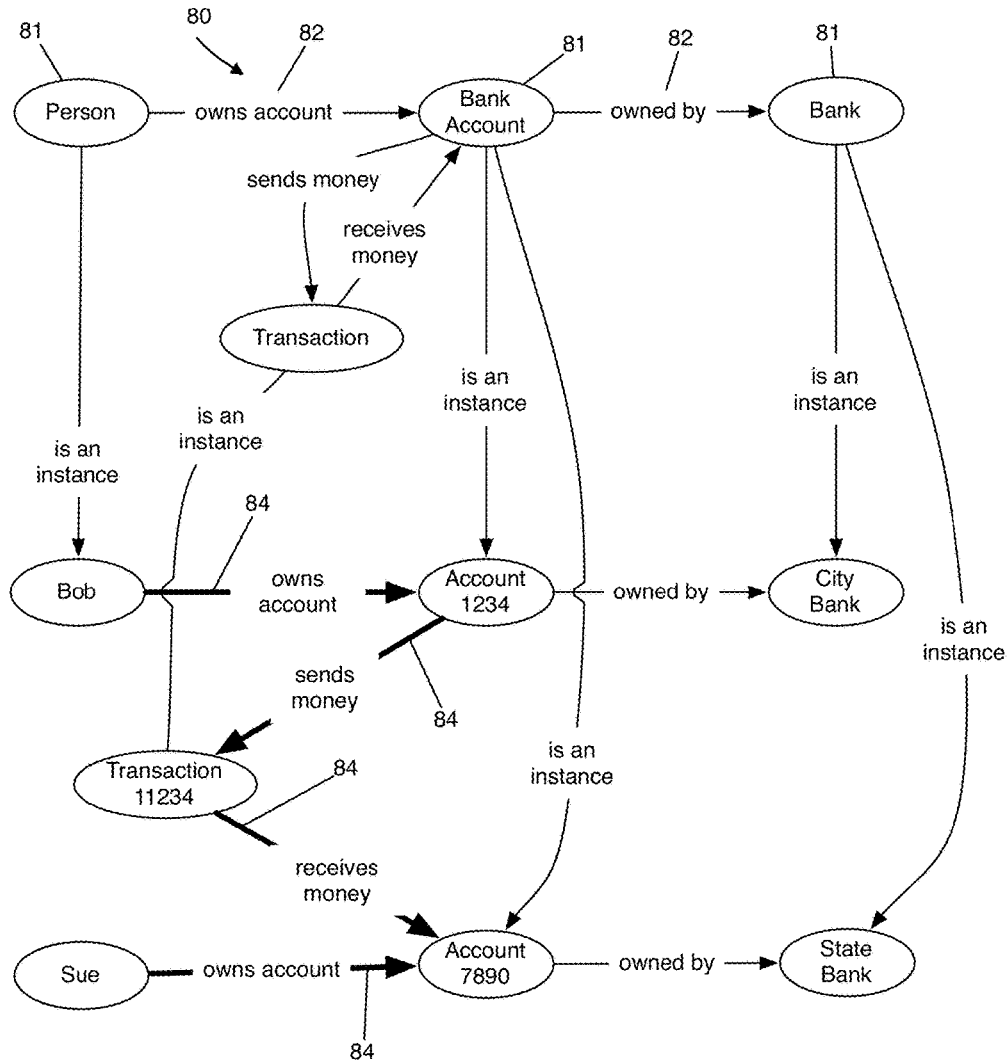 80
81
82
81
82
81
Person
owns account
Bank
Account
owned by
Bank
sends money
receives
money
Transaction
is an
instance
is an
instance
is an
instance
is an
instance
84
Bob
owns
account
Account
1234
owned by
City
Bank
is an
instance
sends
money
84
Transaction
11234
84
is an
instance
receives
money
Sue
owns account
Account
7890
owned by
State
Bank
84